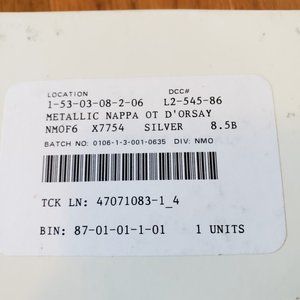 LOCATION DCC#
1-53-03-08-2-06 L2-545-86
METALLIC NAPPA OT D'ORSAY
NMOF6 X7754 SILVER 8.5B
BATCH NO: 0106-1-3-001-0635 DIV: NMO
TCK LN: 47071083-1_4
BIN: 87-01-01-1-01 1 UNITS